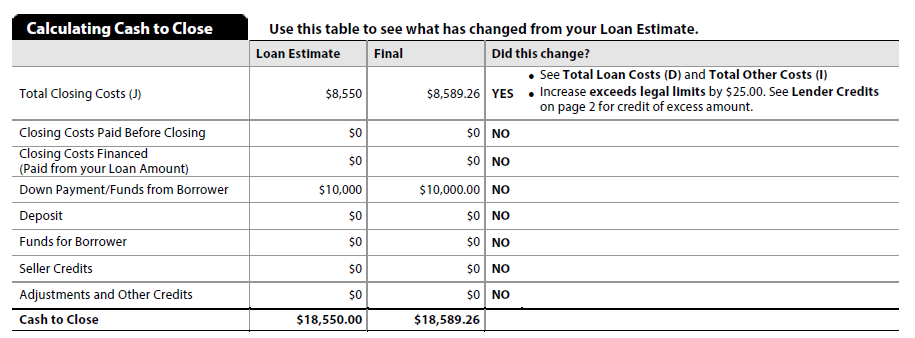 Calculating Cash to Close Use this table to see what has changed from your Loan Estimate.
Loan Estimate Final Did this change?
Total Closing Costs (J) $8,550 $8,589.26 YES • See Total Loan Costs (D) and Total Other Costs (I)
• Increase exceeds legal limits by $25.00. See Lender Credits
on page 2 for credit of excess amount.
Closing Costs Paid Before Closing $0 $0 NO
Closing Costs Financed
(Paid from your Loan Amount) $0 $0 NO
Down Payment/Funds from Borrower $10,000 $10,000.00 NO
Deposit $0 $0 NO
Funds for Borrower $0 $0 NO
Seller Credits $0 $0 NO
Adjustments and Other Credits $0 $0 NO
Cash to Close $18,550.00 $18,589.26